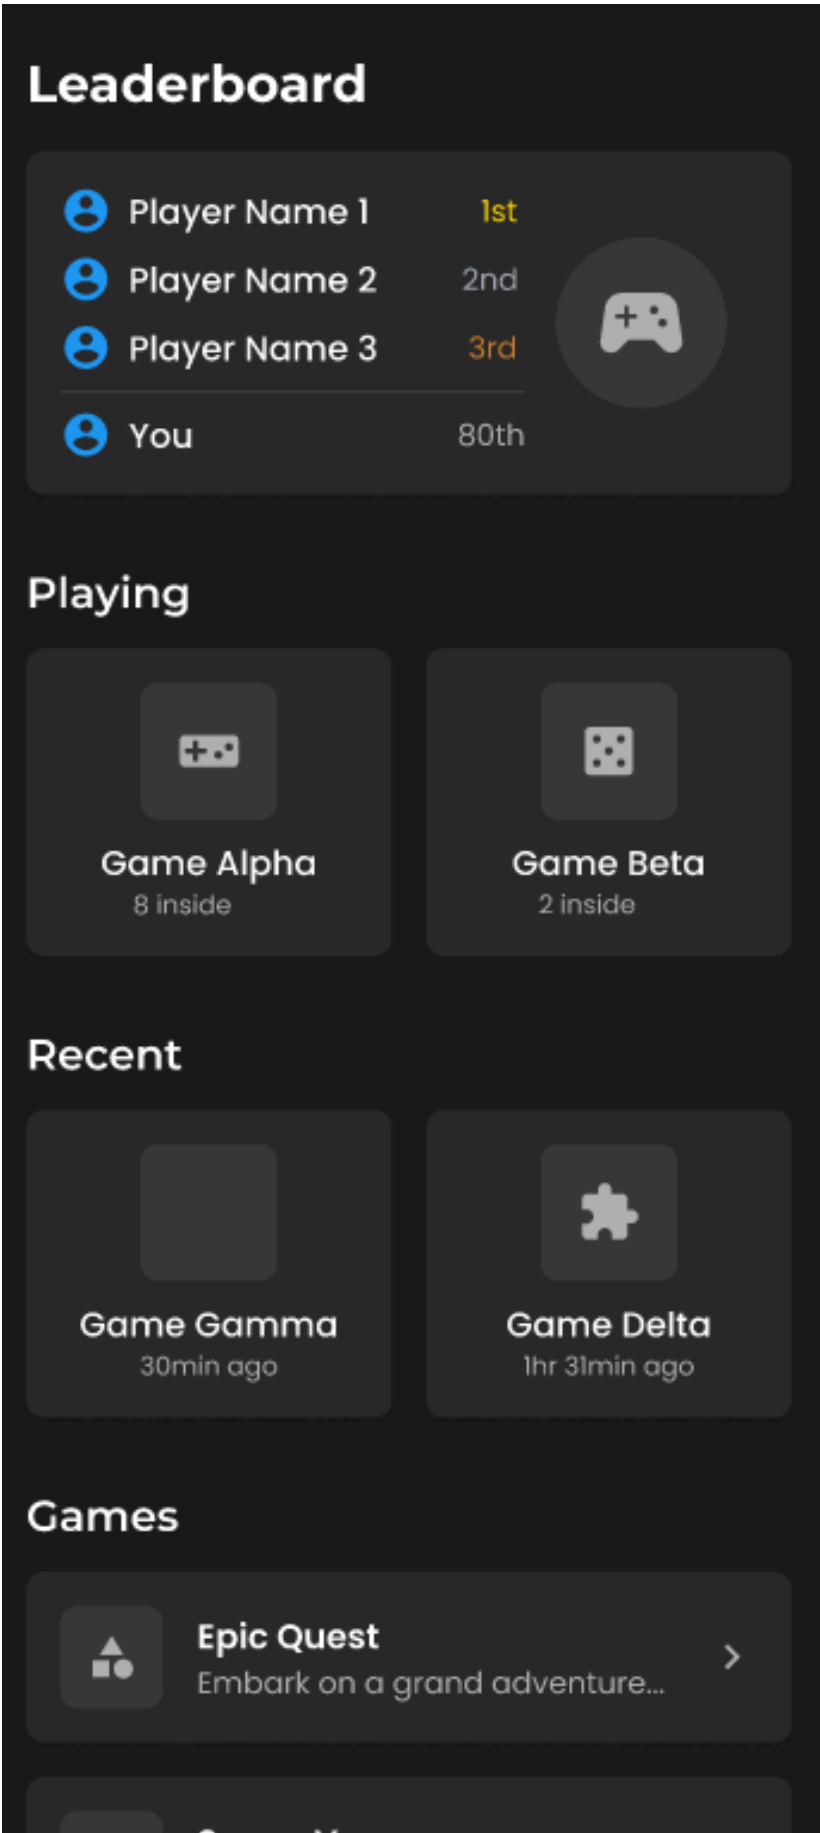 Leaderboard
Player Name 1 1st
Player Name 2 2nd
Player Name 3 3rd
You 80th
Playing
Game Alpha
8 inside
Game Beta
2 inside
Recent
Game Gamma
30min ago
Game Delta
1hr 31min ago
Games
Epic Quest
Embark on a grand adventure...